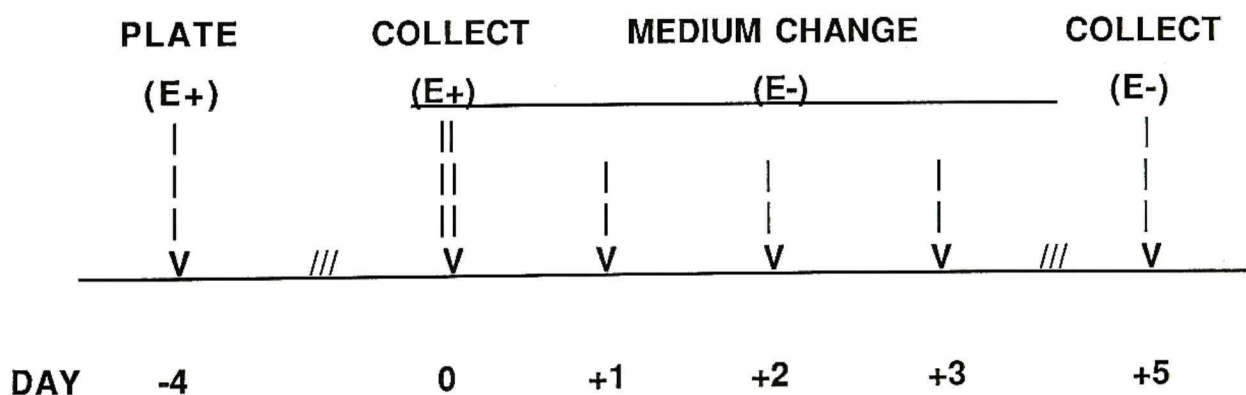 PLATE COLLECT MEDIUM CHANGE COLLECT
(E+) (E+) (E-) (E-)
V /// V V V V /// V
DAY -4 0 +1 +2 +3 +5